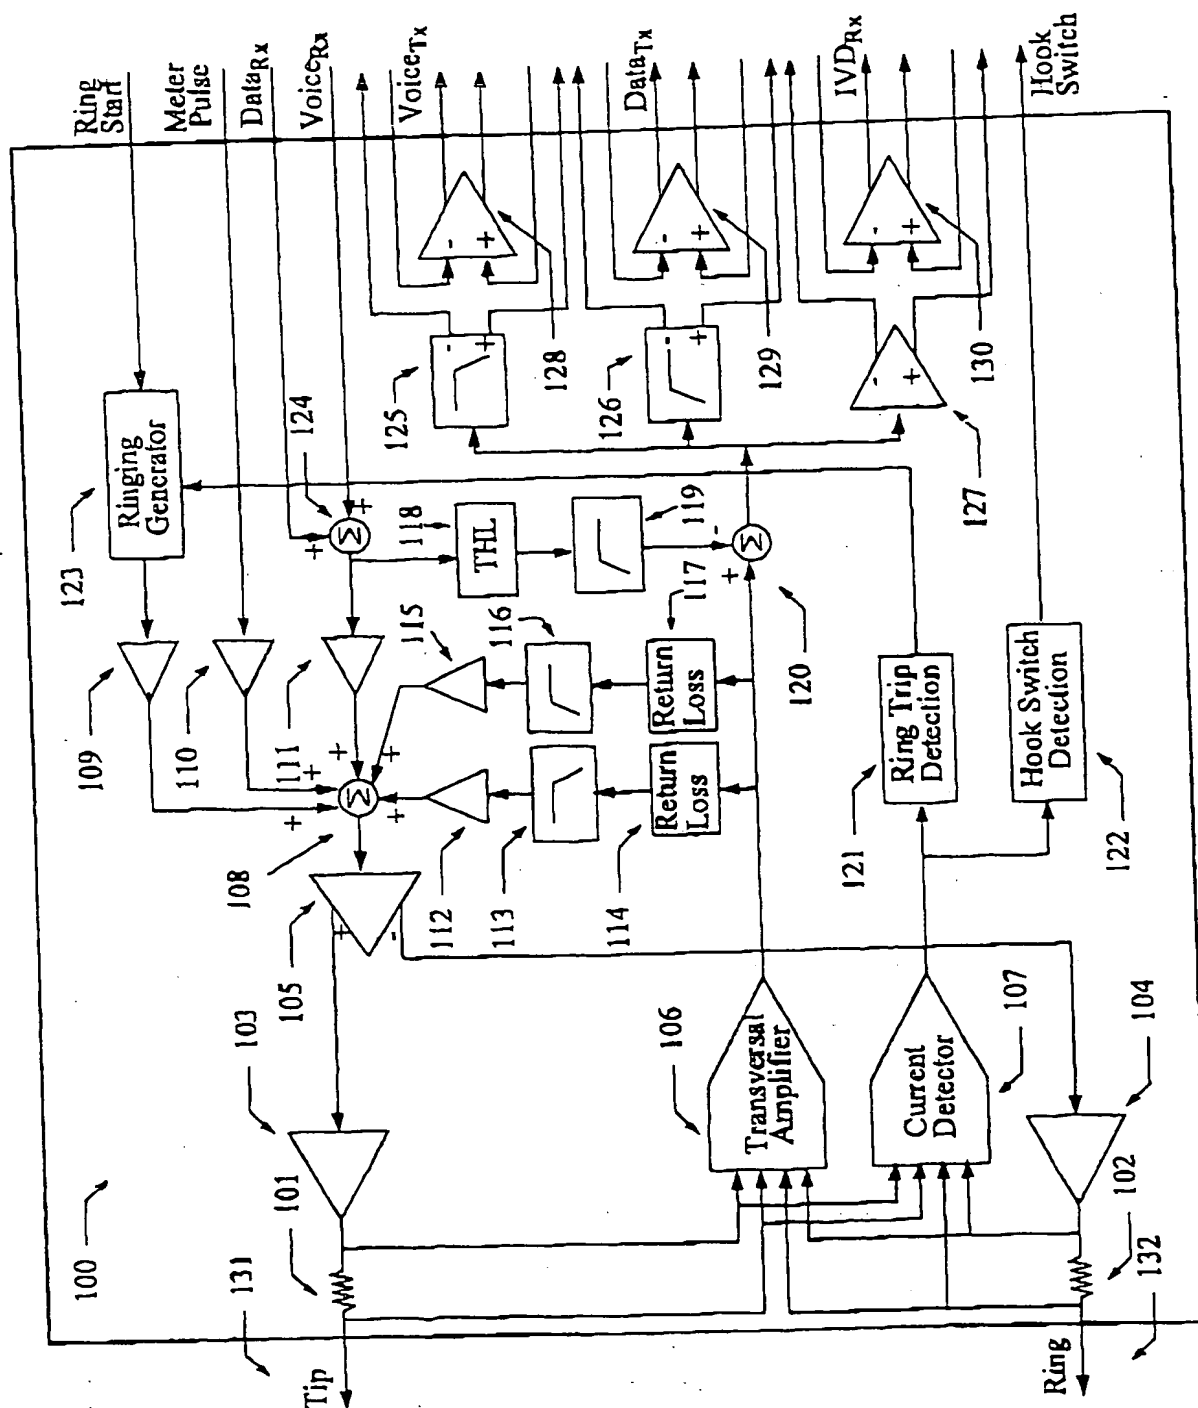 100
Ring
Start
Meter
Pulse
DataRx
VoiceRx
VoiceTx
DataTx
IVDRx
Hook
Switch
123
Ringing
Generator
124
+
+
Σ
109
110
111
115
116
117
118
THL
119
125
-
+
126
-
+
127
-
+
128
-
+
129
-
+
130
-
+
108
+
+
+
+
+
Σ
105
+
-
112
113
114
Return
Loss
Return
Loss
+
-
Σ
120
121
Ring Trip
Detection
122
Hook Switch
Detection
103
106
Transversal
Amplifier
107
Current
Detector
104
101
102
131
132
Tip
Ring